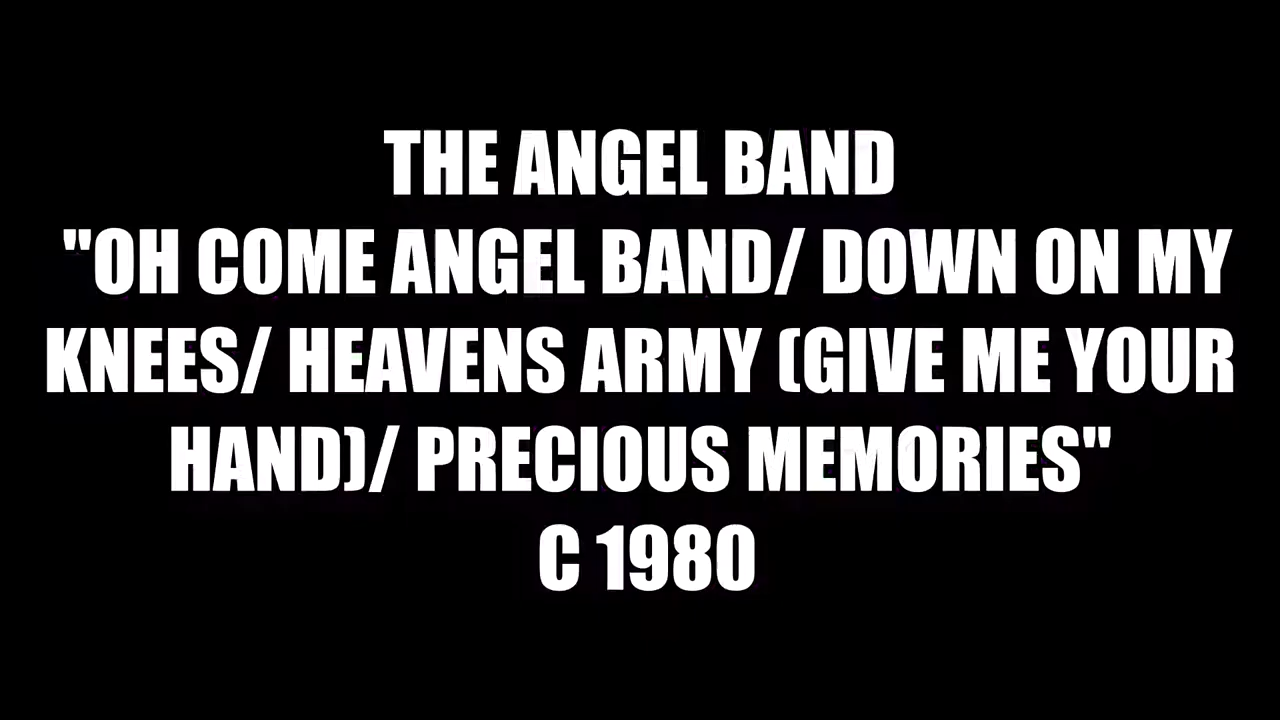 THE ANGEL BAND
"OH COME ANGEL BAND/ DOWN ON MY
KNEES/ HEAVENS ARMY (GIVE ME YOUR
HAND)/ PRECIOUS MEMORIES"
C 1980